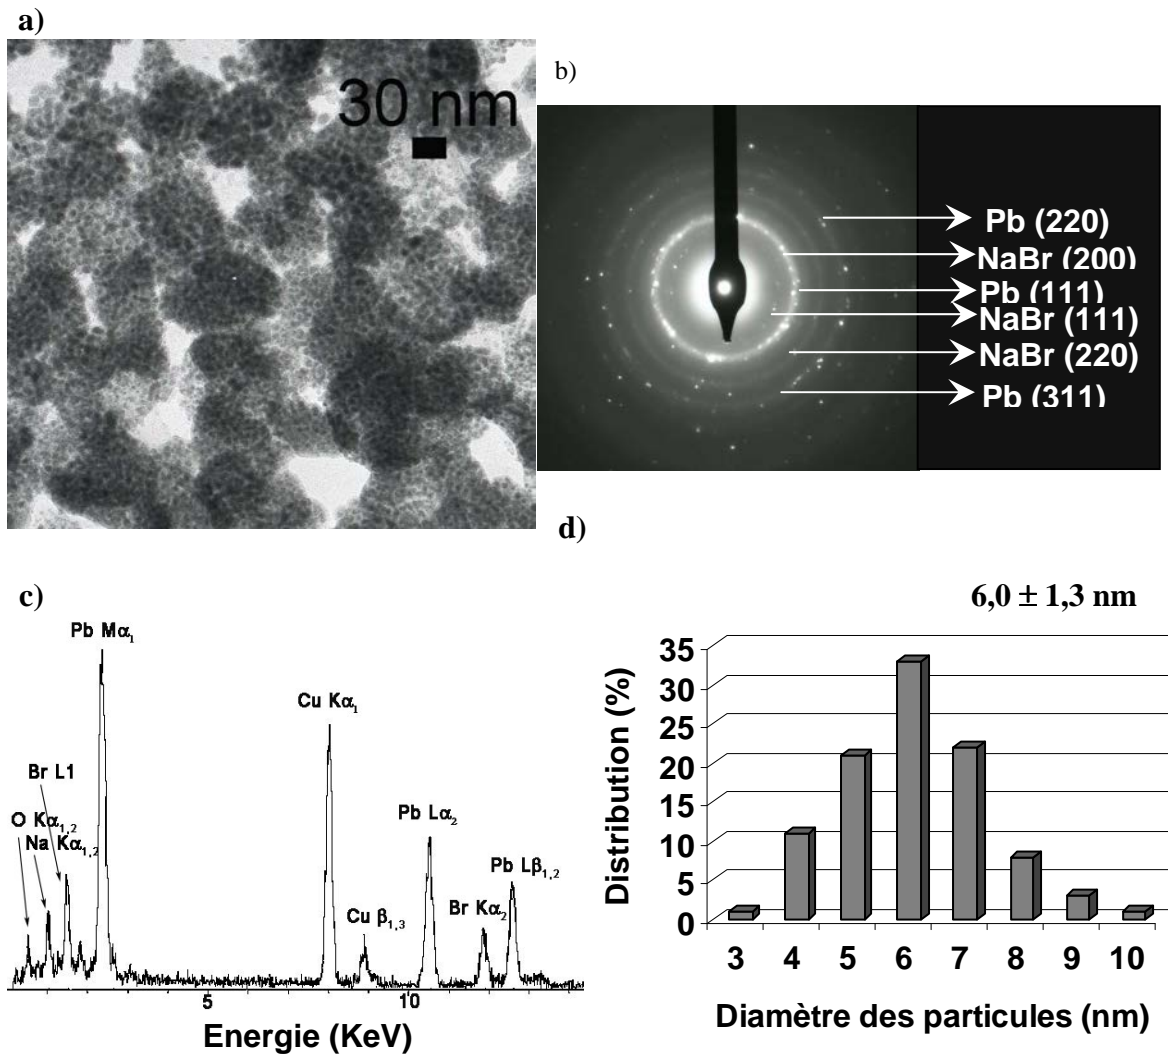 a)
30 nm
b)
Pb (220)
NaBr (200)
Pb (111)
NaBr (111)
NaBr (220)
Pb (311)
c)
Pb Mα₁
Br L1
O Kα₁,₂
Na Kα₁,₂
Cu Kα₁
Cu β₁,₃
Pb Lα₂
Br Kα₂
Pb Lβ₁,₂
5
10
Energie (KeV)
d)
6,0 ± 1,3 nm
Distribution (%)
35
30
25
20
15
10
5
0
3 4 5 6 7 8 9 10
Diamètre des particules (nm)